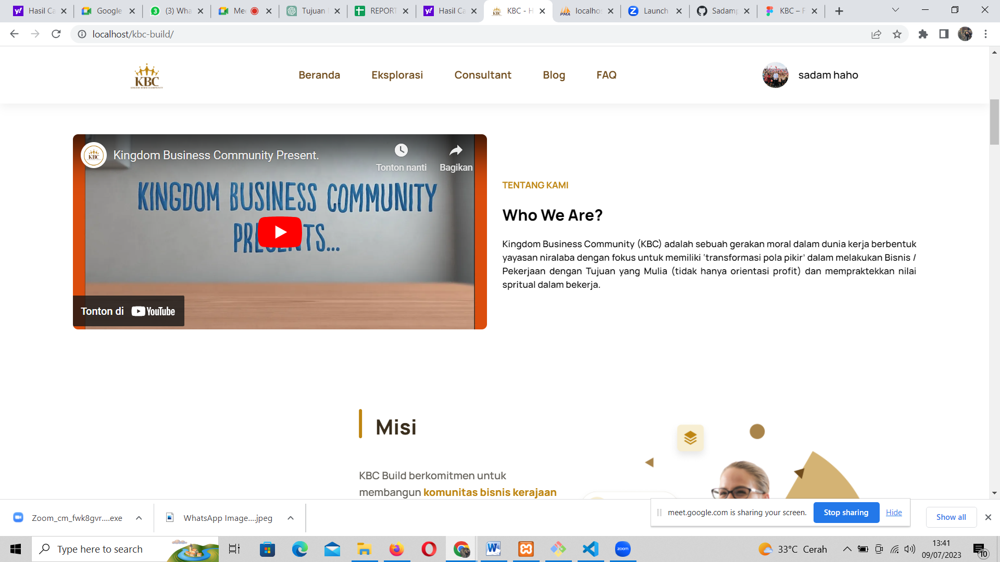 Hasil Ca
Google
(3) Wha
Mee
Tujuan
REPORT
Hasil Ca
KBC - H
localho
Launch
Sadam
KBC – F
localhost/kbc-build/
KBC
Beranda
Eksplorasi
Consultant
Blog
FAQ
sadam haho
KBC
Kingdom Business Community Present.
Tonton nanti
Bagikan
KINGDOM BUSINESS COMMUNITY
Tonton di YouTube
TENTANG KAMI
Who We Are?
Kingdom Business Community (KBC) adalah sebuah gerakan moral dalam dunia kerja berbentuk
yayasan niralaba dengan fokus untuk memiliki 'transformasi pola pikir' dalam melakukan Bisnis /
Pekerjaan dengan Tujuan yang Mulia (tidak hanya orientasi profit) dan mempraktekkan nilai
spritual dalam bekerja.
Misi
KBC Build berkomitmen untuk
membangun komunitas bisnis kerajaan
Zoom_cm_fwk8gvr....exe
WhatsApp Image....jpeg
meet.google.com is sharing your screen.
Stop sharing
Hide
Show all
Type here to search
zoom
33°C Cerah
13:41
09/07/2023
10